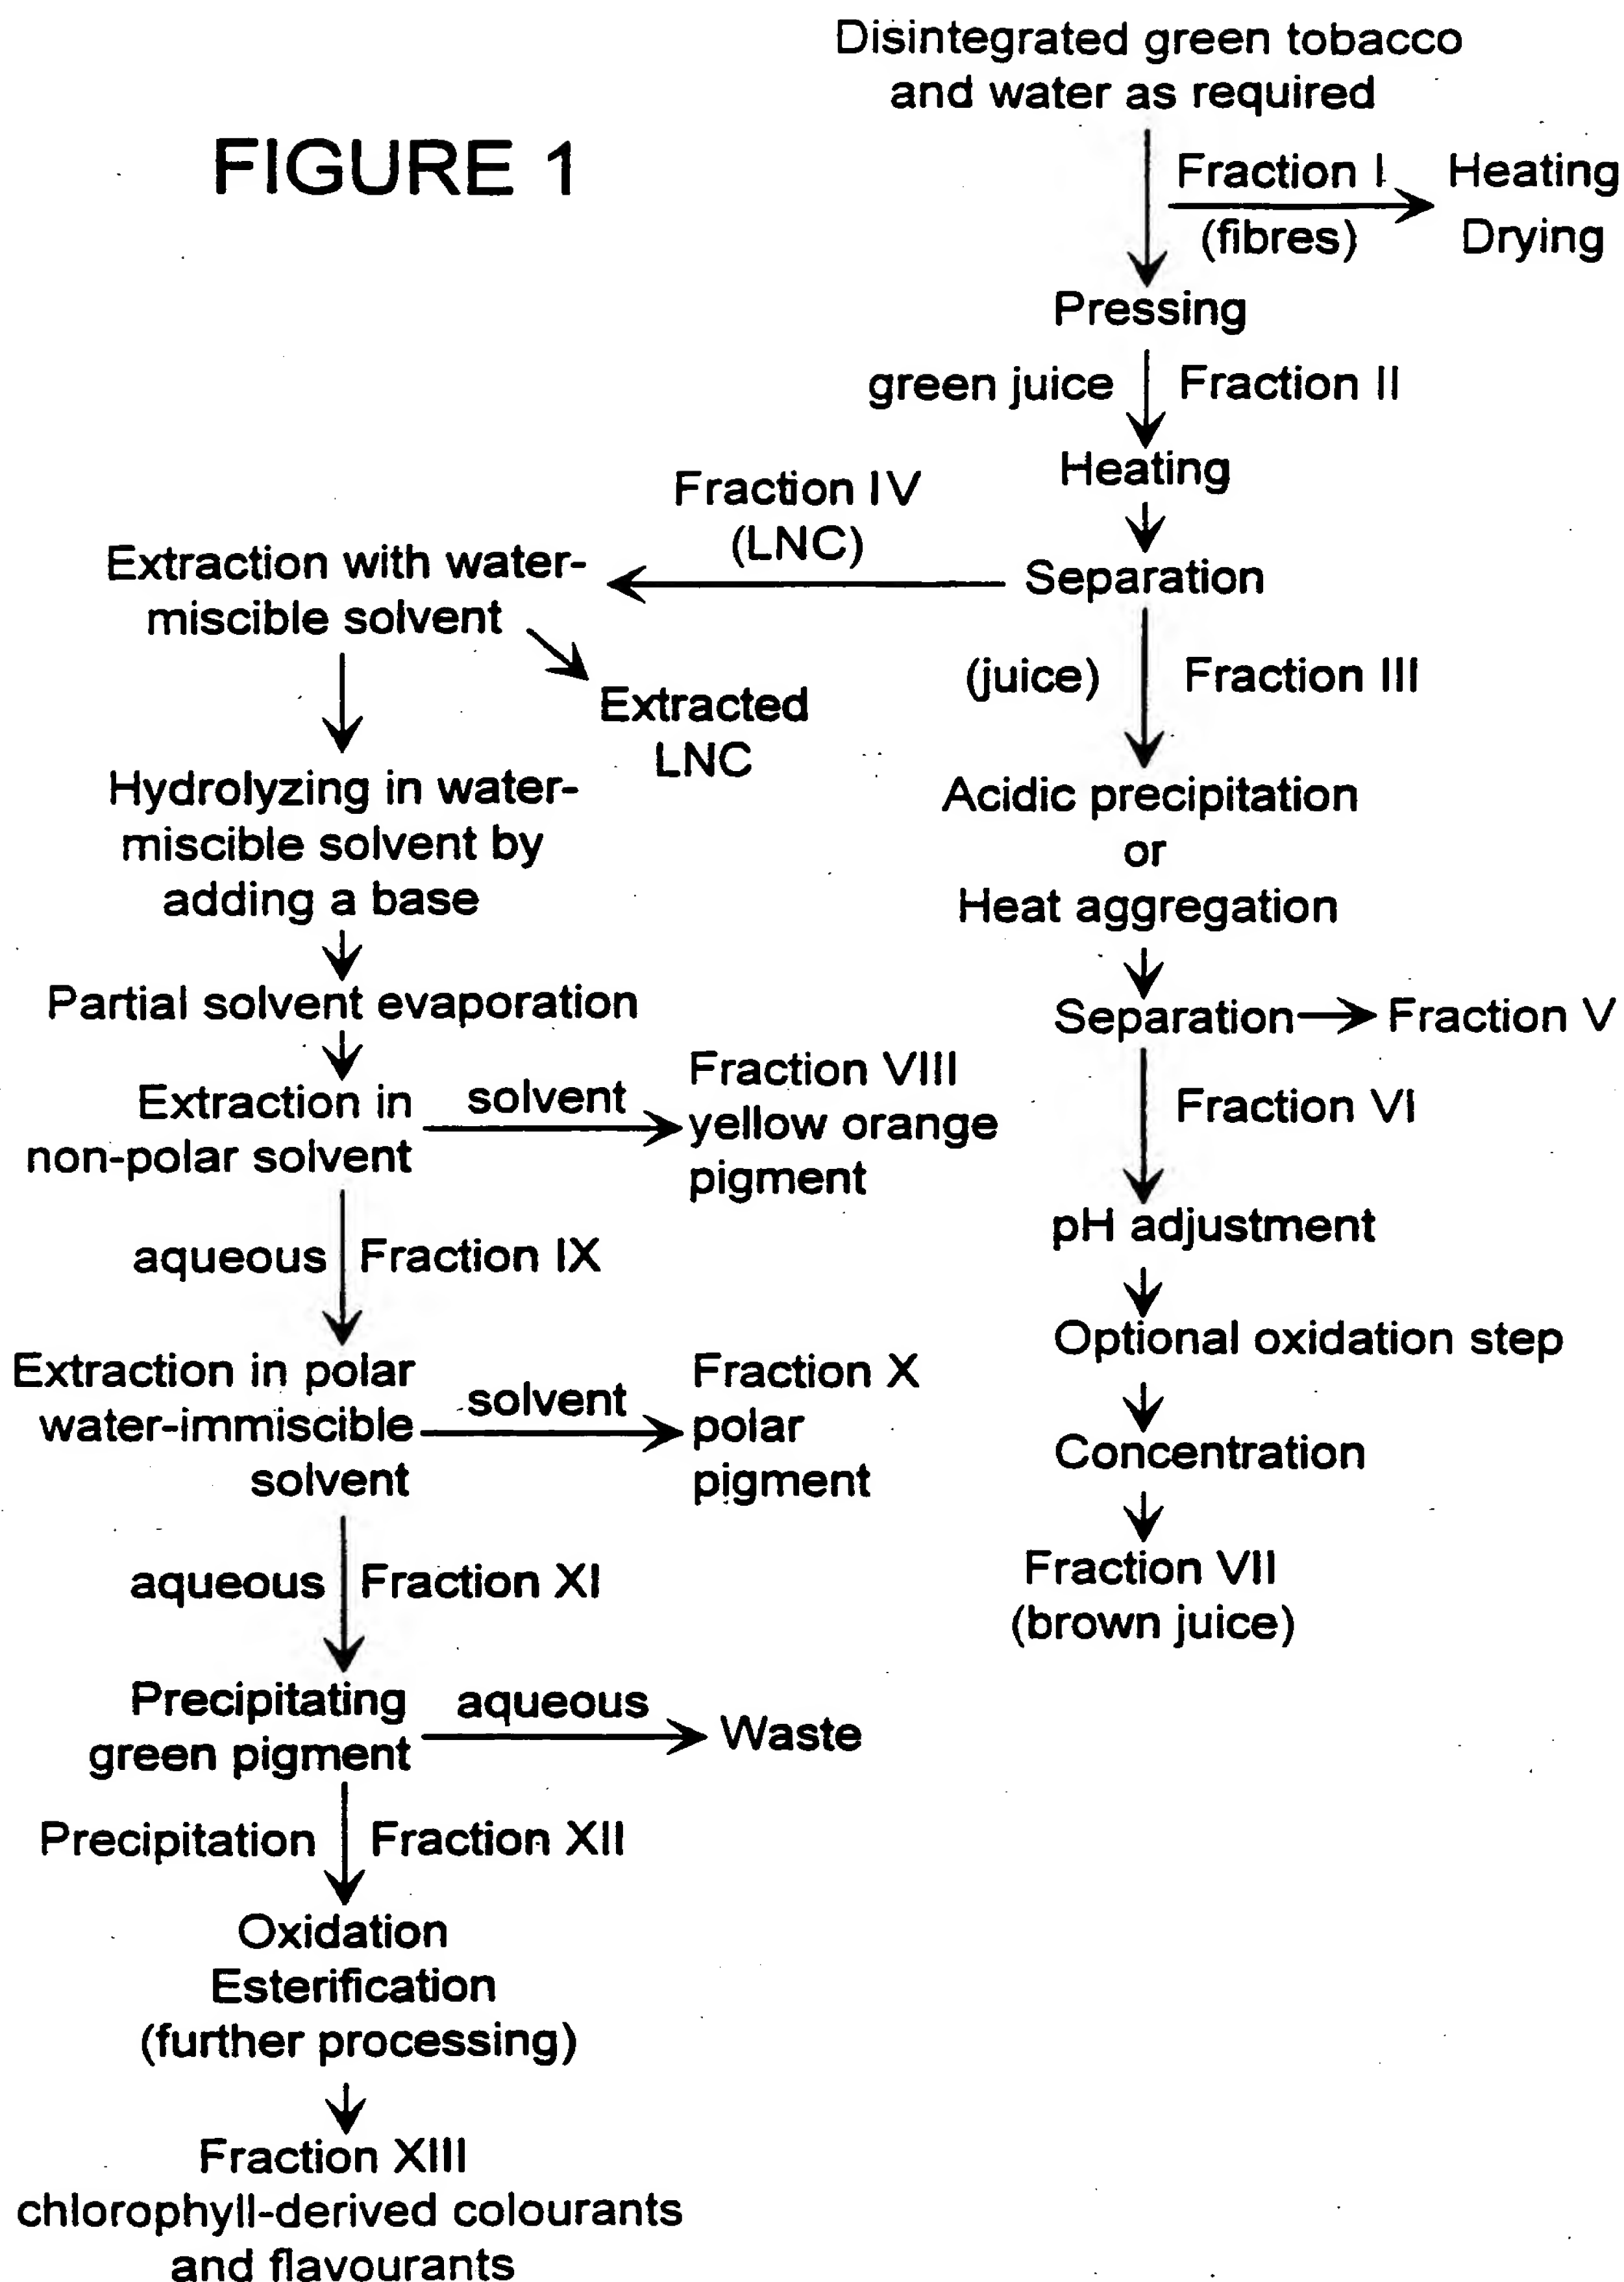 FIGURE 1
Disintegrated green tobacco
and water as required
Fraction I
(fibres)
Heating
Drying
Pressing
green juice
Fraction II
Heating
Separation
Fraction IV
(LNC)
Extraction with water-
miscible solvent
Extracted
LNC
Hydrolyzing in water-
miscible solvent by
adding a base
Partial solvent evaporation
Extraction in
non-polar solvent
solvent
Fraction VIII
yellow orange
pigment
aqueous
Fraction IX
Extraction in polar
water-immiscible
solvent
solvent
Fraction X
polar
pigment
aqueous
Fraction XI
Precipitating
green pigment
aqueous
Waste
Precipitation
Fraction XII
Oxidation
Esterification
(further processing)
Fraction XIII
chlorophyll-derived colourants
and flavourants
(juice)
Fraction III
Acidic precipitation
or
Heat aggregation
Separation
Fraction V
Fraction VI
pH adjustment
Optional oxidation step
Concentration
Fraction VII
(brown juice)